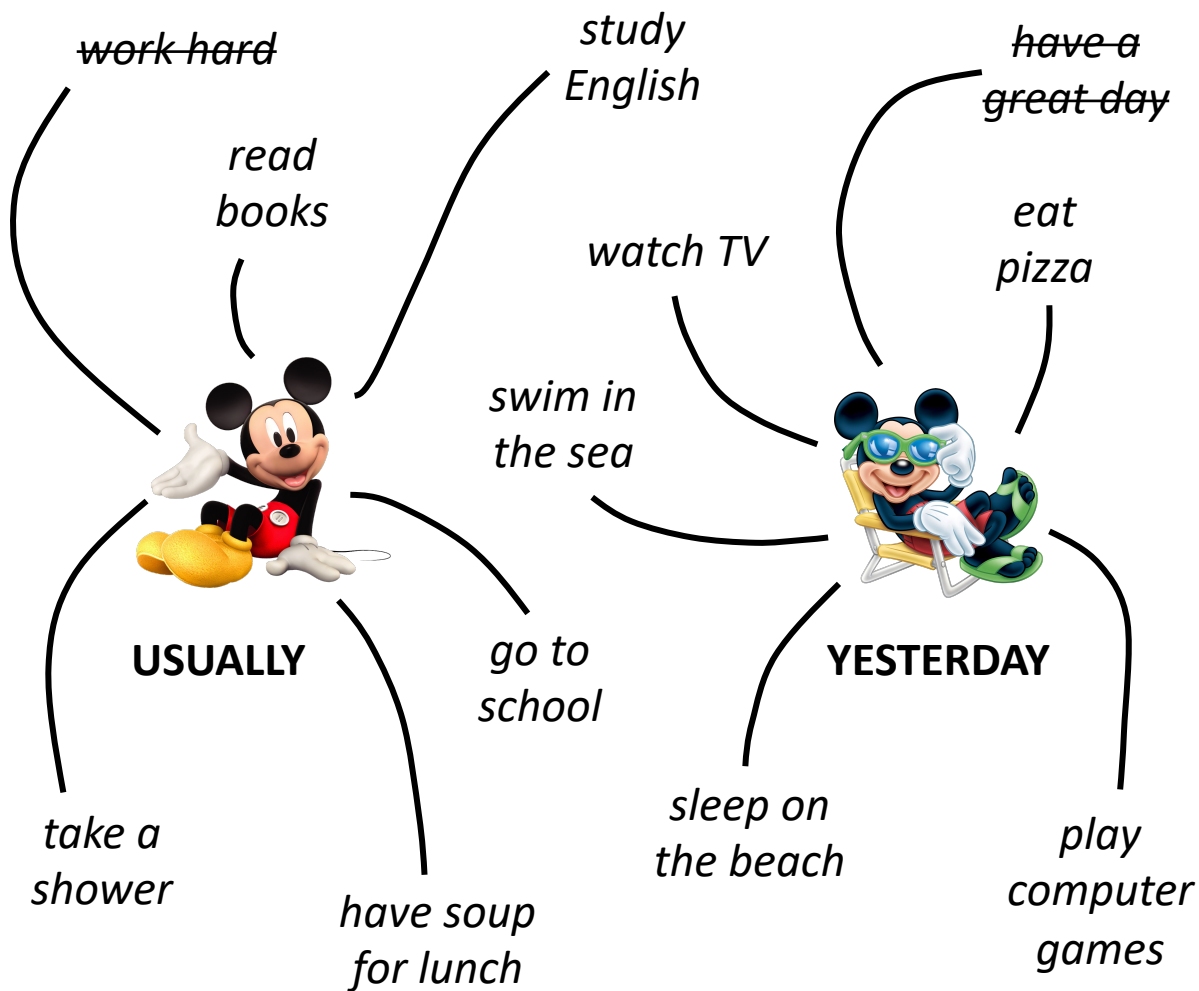 work hard
study
English
have a
great day
read
books
watch TV
eat
pizza
swim in
the sea
USUALLY
go to
school
YESTERDAY
take a
shower
have soup
for lunch
sleep on
the beach
play
computer
games